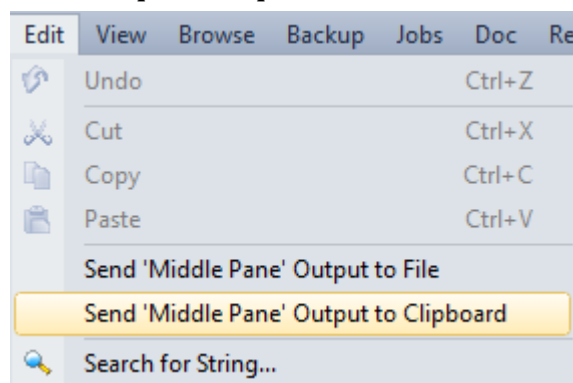 Edit View Browse Backup Jobs Doc Re
Undo Ctrl+Z
Cut Ctrl+X
Copy Ctrl+C
Paste Ctrl+V
Send 'Middle Pane' Output to File
Send 'Middle Pane' Output to Clipboard
Search for String...